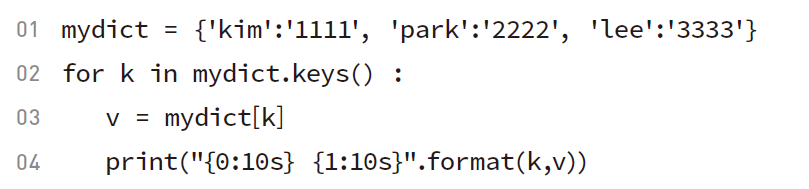 01 mydict = {'kim':'1111', 'park':'2222', 'lee':'3333'}
02 for k in mydict.keys() :
03    v = mydict[k]
04    print("{0:10s} {1:10s}".format(k,v))